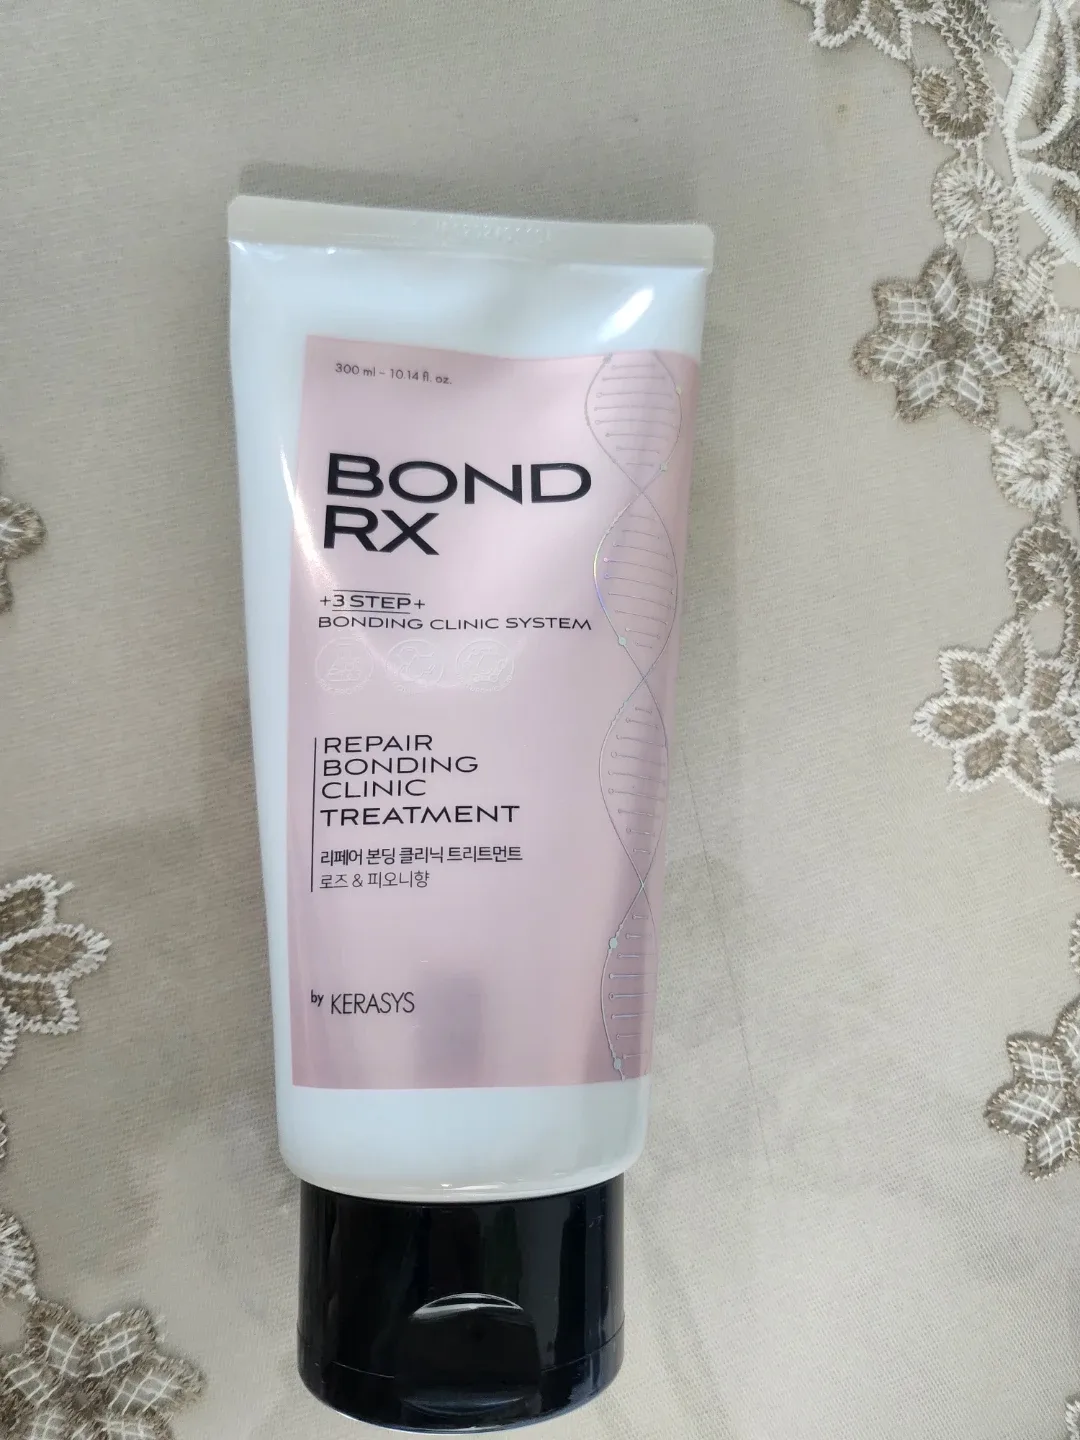 300 ml - 10.14 fl. oz.
BOND
RX
+3 STEP+
BONDING CLINIC SYSTEM
REPAIR
BONDING
CLINIC
TREATMENT
리페어 본딩 클리닉 트리트먼트
로즈 & 피오니향
by KERASYS